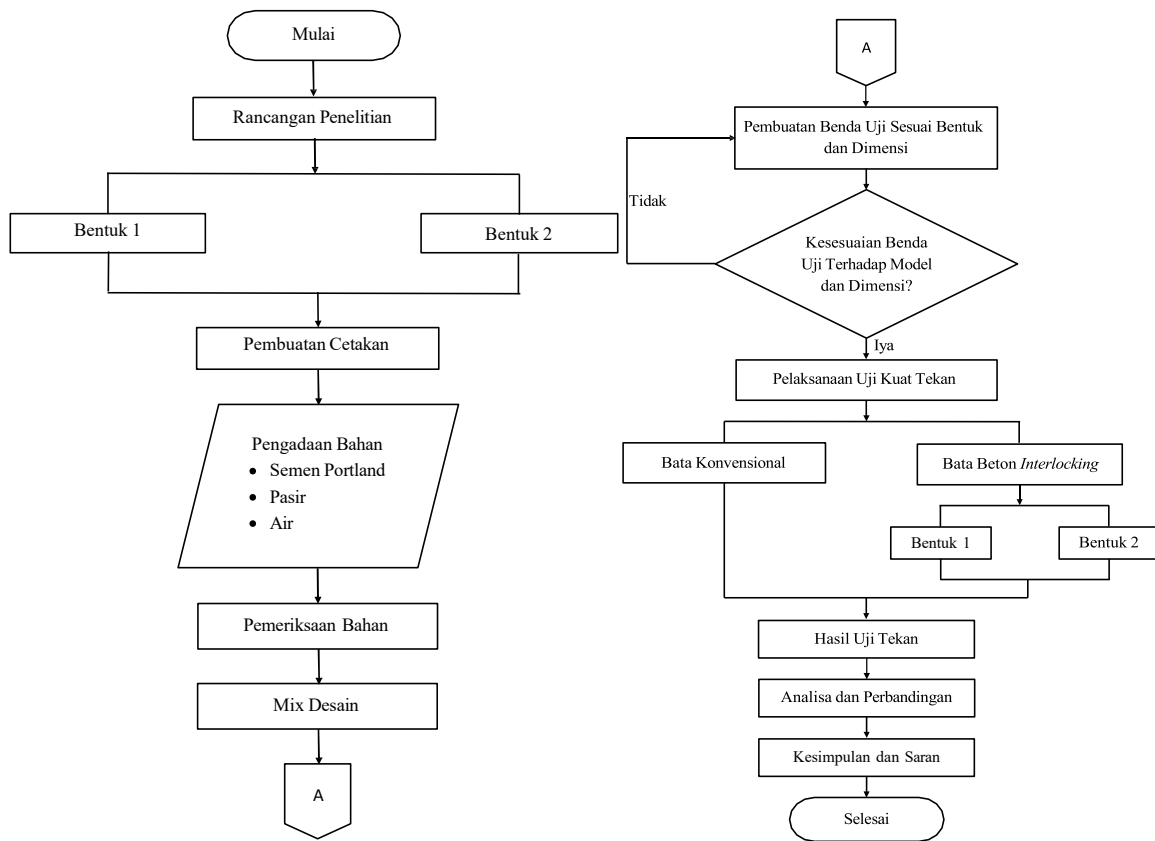 Mulai
Rancangan Penelitian
Bentuk 1
Bentuk 2
Pembuatan Cetakan
Pengadaan Bahan
• Semen Portland
• Pasir
• Air
Pemeriksaan Bahan
Mix Desain
A
A
Pembuatan Benda Uji Sesuai Bentuk
dan Dimensi
Tidak
Kesesuaian Benda
Uji Terhadap Model
dan Dimensi?
Iya
Pelaksanaan Uji Kuat Tekan
Bata Konvensional
Bata Beton Interlocking
Bentuk 1
Bentuk 2
Hasil Uji Tekan
Analisa dan Perbandingan
Kesimpulan dan Saran
Selesai